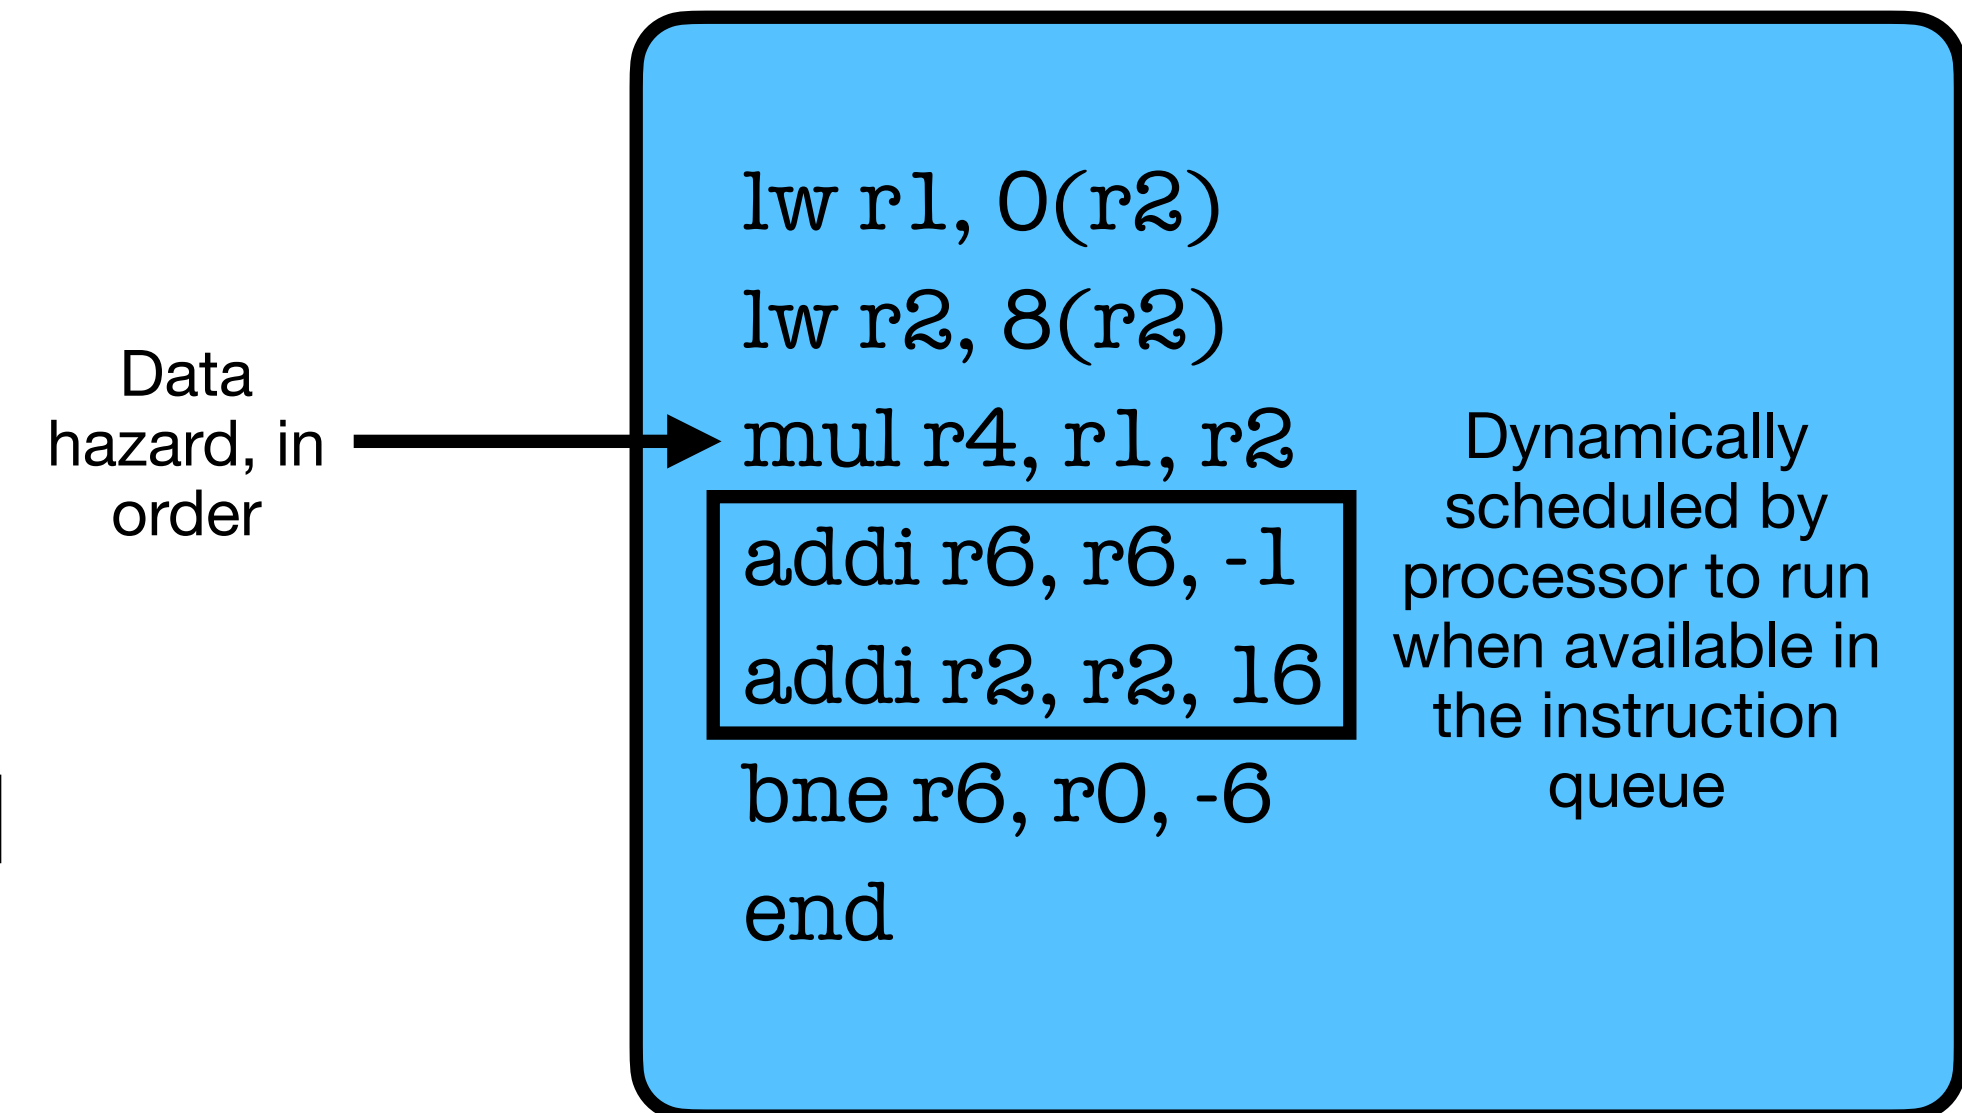 Data
hazard, in
order
lw r1, 0(r2)
lw r2, 8(r2)
mul r4, r1, r2
addi r6, r6, -1
addi r2, r2, 16
bne r6, r0, -6
end
Dynamically
scheduled by
processor to run
when available in
the instruction
queue